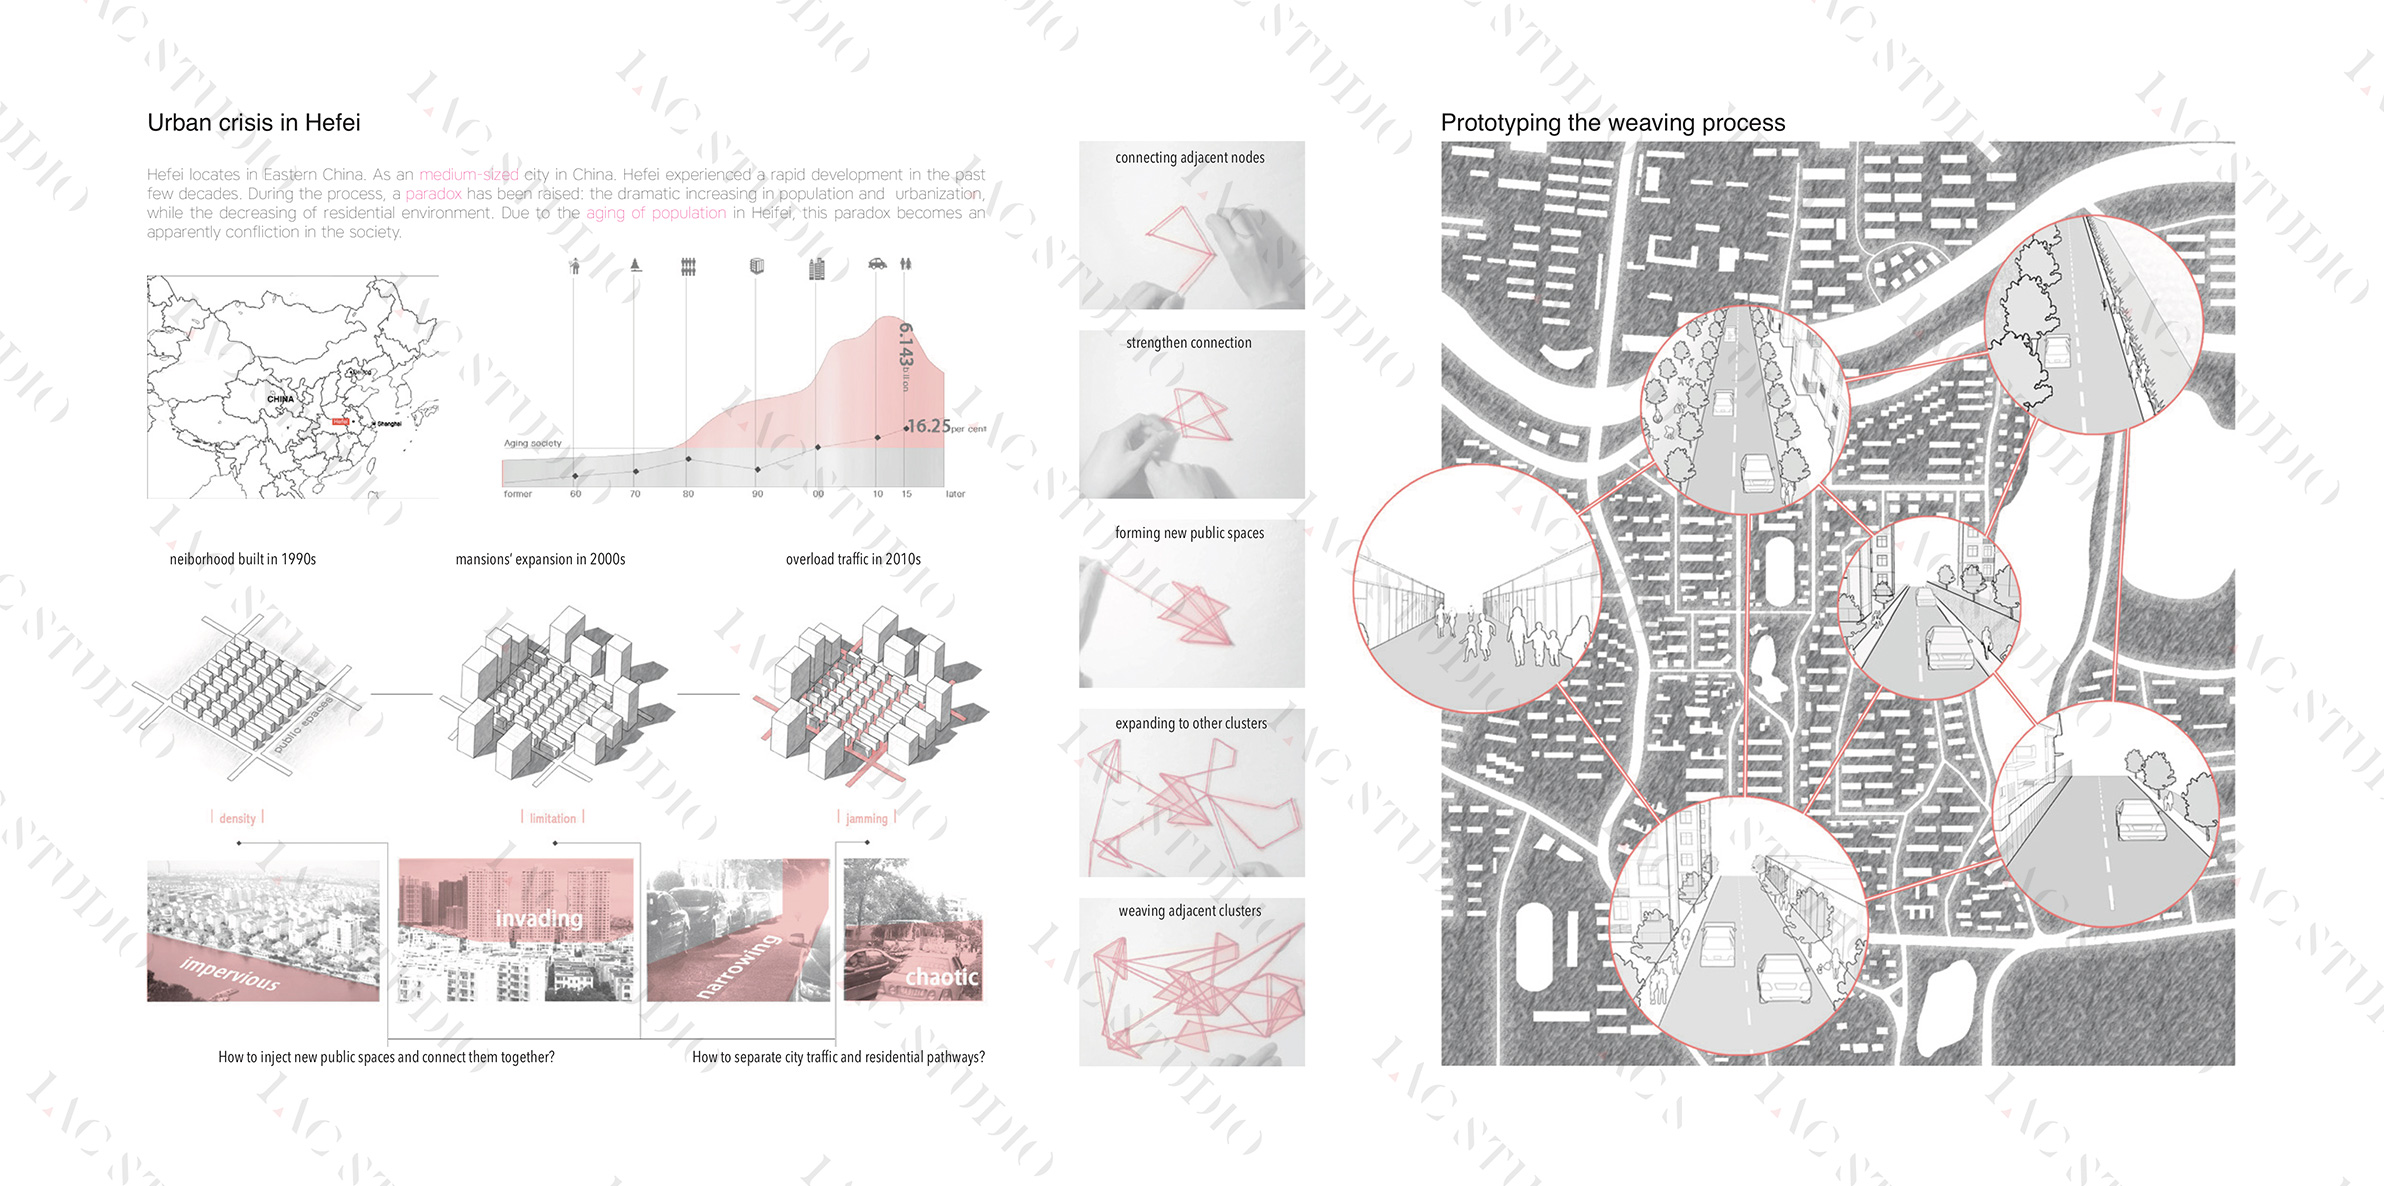 Urban crisis in Hefei
Hefei locates in Eastern China. As an medium-sized city in China. Hefei experienced a rapid development in the past
few decades. During the process, a paradox has been raised: the dramatic increasing in population and urbanization,
while the decreasing of residential environment. Due to the aging of population in Heifei, this paradox becomes an
apparently confliction in the society.
CHINA
Beijing
Hefei
Shanghai
6.143 billion
16.25 per cent
Aging society
former 60 70 80 90 00 10 15 later
neiborhood built in 1990s
mansions' expansion in 2000s
overload traffic in 2010s
public spaces
| density |
| limitation |
| jamming |
impervious
invading
narrowing
chaotic
How to inject new public spaces and connect them together?
How to separate city traffic and residential pathways?
connecting adjacent nodes
strengthen connection
forming new public spaces
expanding to other clusters
weaving adjacent clusters
Prototyping the weaving process
1AC STUDIO